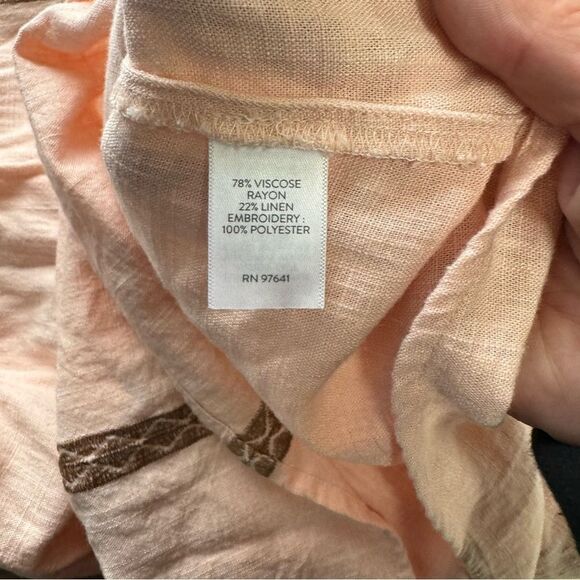 78% VISCOSE
RAYON
22% LINEN
EMBROIDERY :
100% POLYESTER
RN 97641